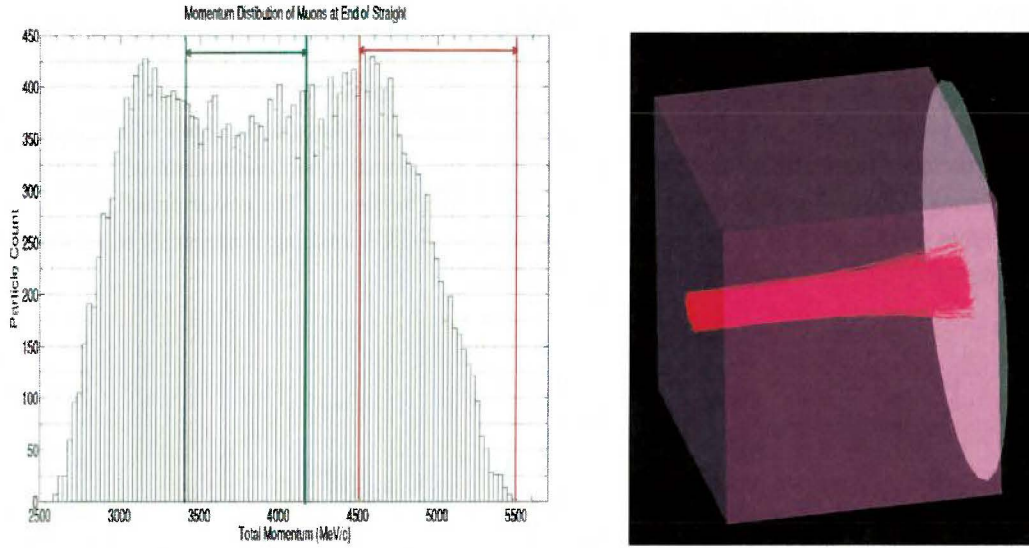 Momentum Distibution of Muons at End of Straight
450
400
350
300
250
200
150
100
50
0
Particle Count
2500 3000 3500 4000 4500 5000 5500
Total Momentum (MeV/c)